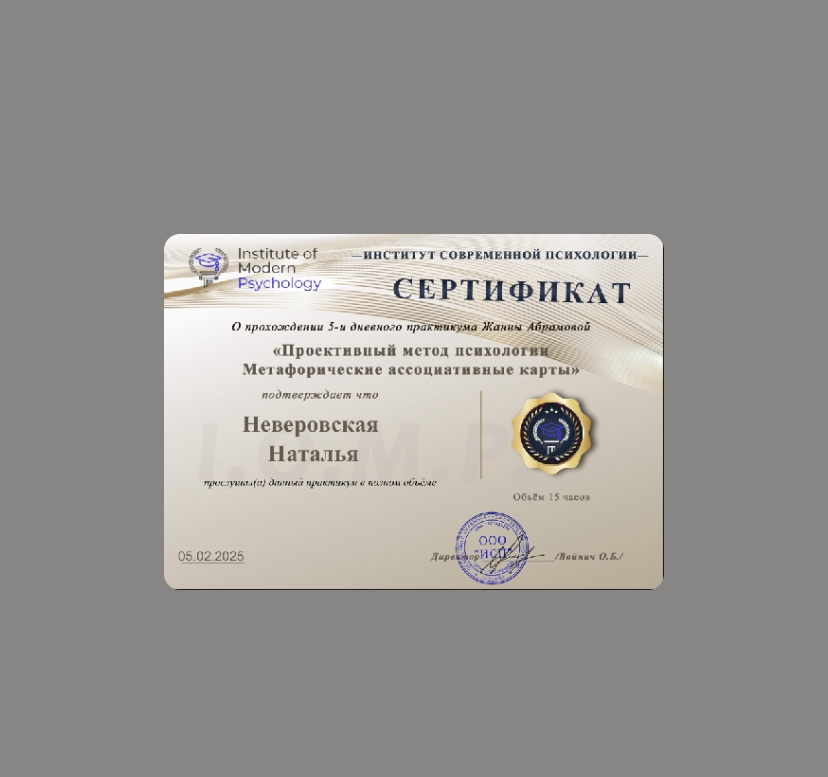 Institute of
Modern
Psychology
—ИНСТИТУТ СОВРЕМЕННОЙ ПСИХОЛОГИИ—
СЕРТИФИКАТ
О прохождении 5-и дневного практикума Жанны Абрамовой
«Проективный метод психологии
Метафорические ассоциативные карты»
подтверждает что
Неверовская
Наталья
I.O.M.P.
прослушал(а) данный практикум в полном объёме
Объём 15 часов
ООО
"ИСП"
05.02.2025
Директор /Войнич О.Б./